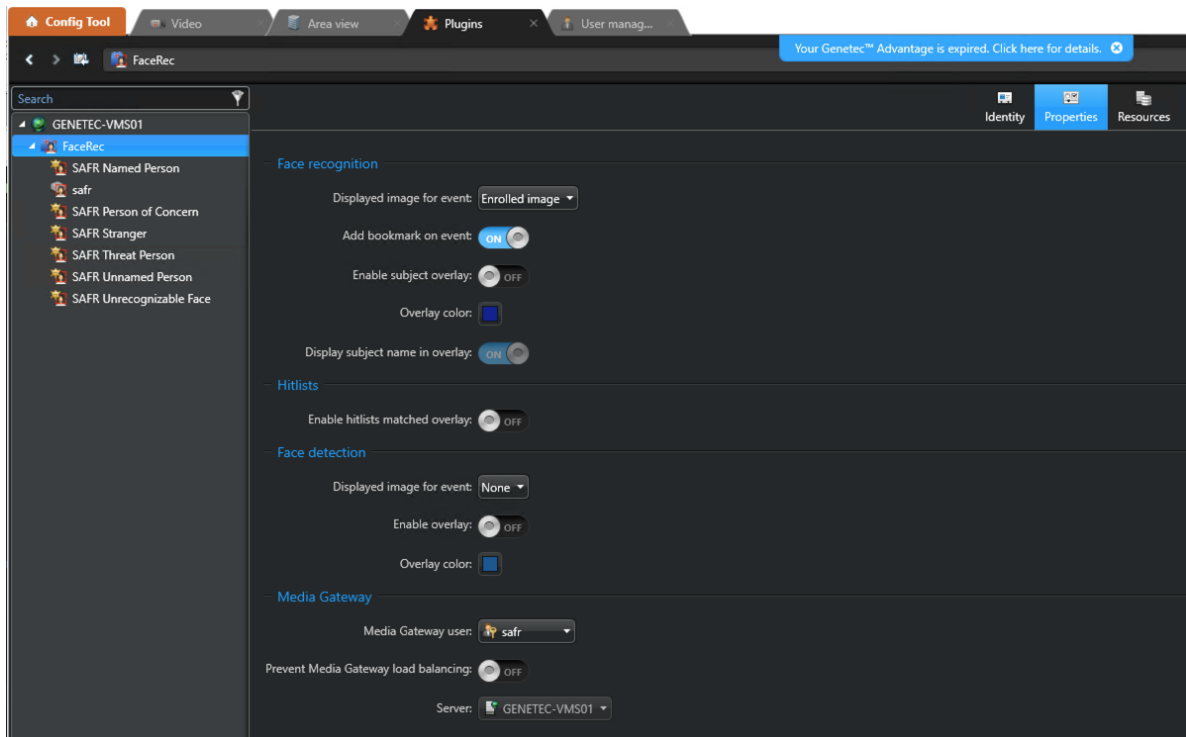 Config Tool
Video
Area view
Plugins
User manag...
Your Genetec™ Advantage is expired. Click here for details.
FaceRec
Search
GENETEC-VMS01
FaceRec
SAFR Named Person
safr
SAFR Person of Concern
SAFR Stranger
SAFR Threat Person
SAFR Unnamed Person
SAFR Unrecognizable Face
Identity
Properties
Resources
Face recognition
Displayed image for event: Enrolled image
Add bookmark on event: ON
Enable subject overlay: OFF
Overlay color:
Display subject name in overlay: ON
Hitlists
Enable hitlists matched overlay: OFF
Face detection
Displayed image for event: None
Enable overlay: OFF
Overlay color:
Media Gateway
Media Gateway user: safr
Prevent Media Gateway load balancing: OFF
Server: GENETEC-VMS01